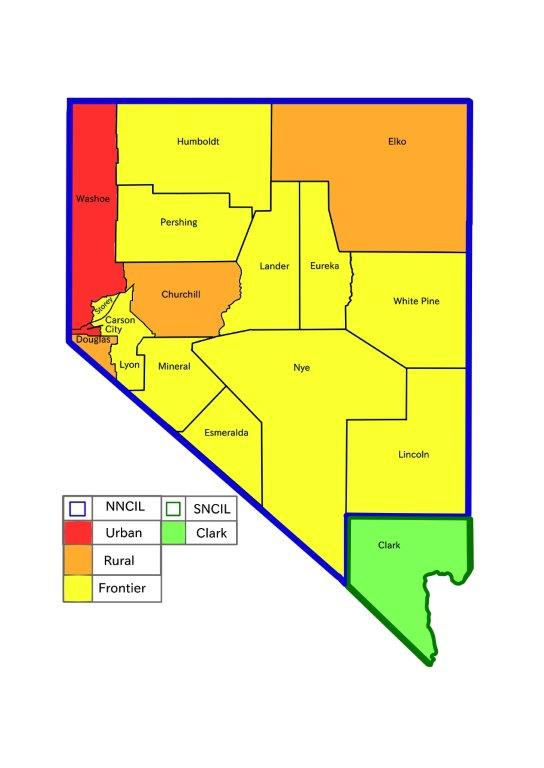 Humboldt
Elko
Washoe
Pershing
Lander
Eureka
Churchill
White Pine
Storey
Carson
City
Douglas
Lyon
Mineral
Nye
Esmeralda
Lincoln
Clark
NNCIL
SNCIL
Urban
Clark
Rural
Frontier